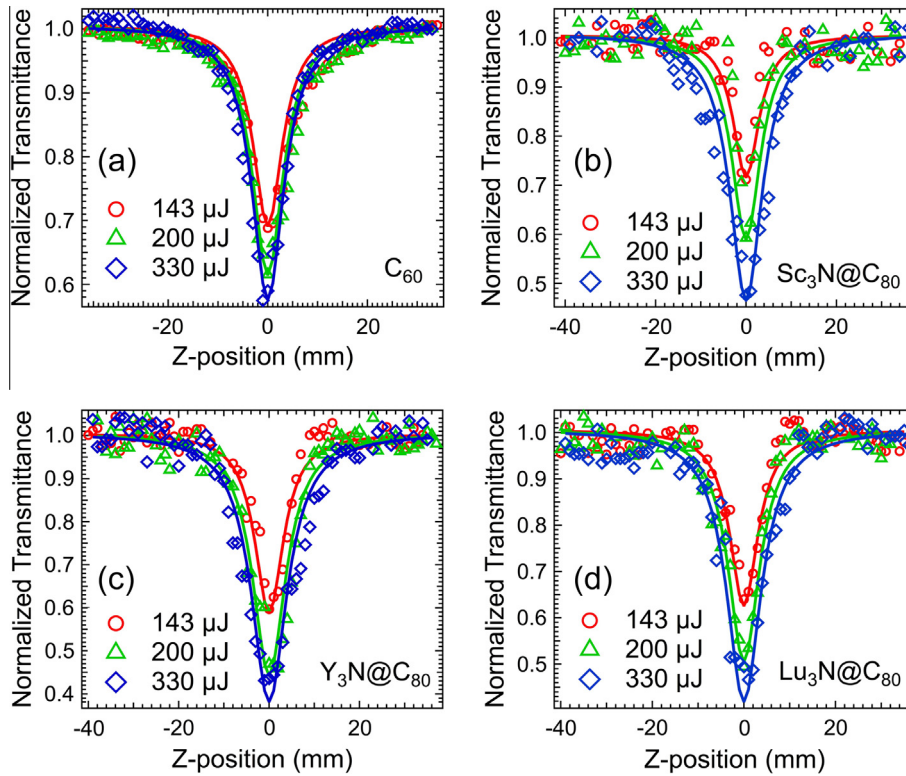 Normalized Transmittance
1.0
0.9
0.8
0.7
0.6
(a)
143 μJ
200 μJ
330 μJ
C₆₀
-20
0
20
Z-position (mm)
Normalized Transmittance
1.0
0.9
0.8
0.7
0.6
0.5
(b)
143 μJ
200 μJ
330 μJ
Sc₃N@C₈₀
-40
-20
0
20
Z-position (mm)
Normalized Transmittance
1.0
0.9
0.8
0.7
0.6
0.5
0.4
(c)
143 μJ
200 μJ
330 μJ
Y₃N@C₈₀
-40
-20
0
20
Z-position (mm)
Normalized Transmittance
1.0
0.9
0.8
0.7
0.6
0.5
(d)
143 μJ
200 μJ
330 μJ
Lu₃N@C₈₀
-40
-20
0
20
Z-position (mm)